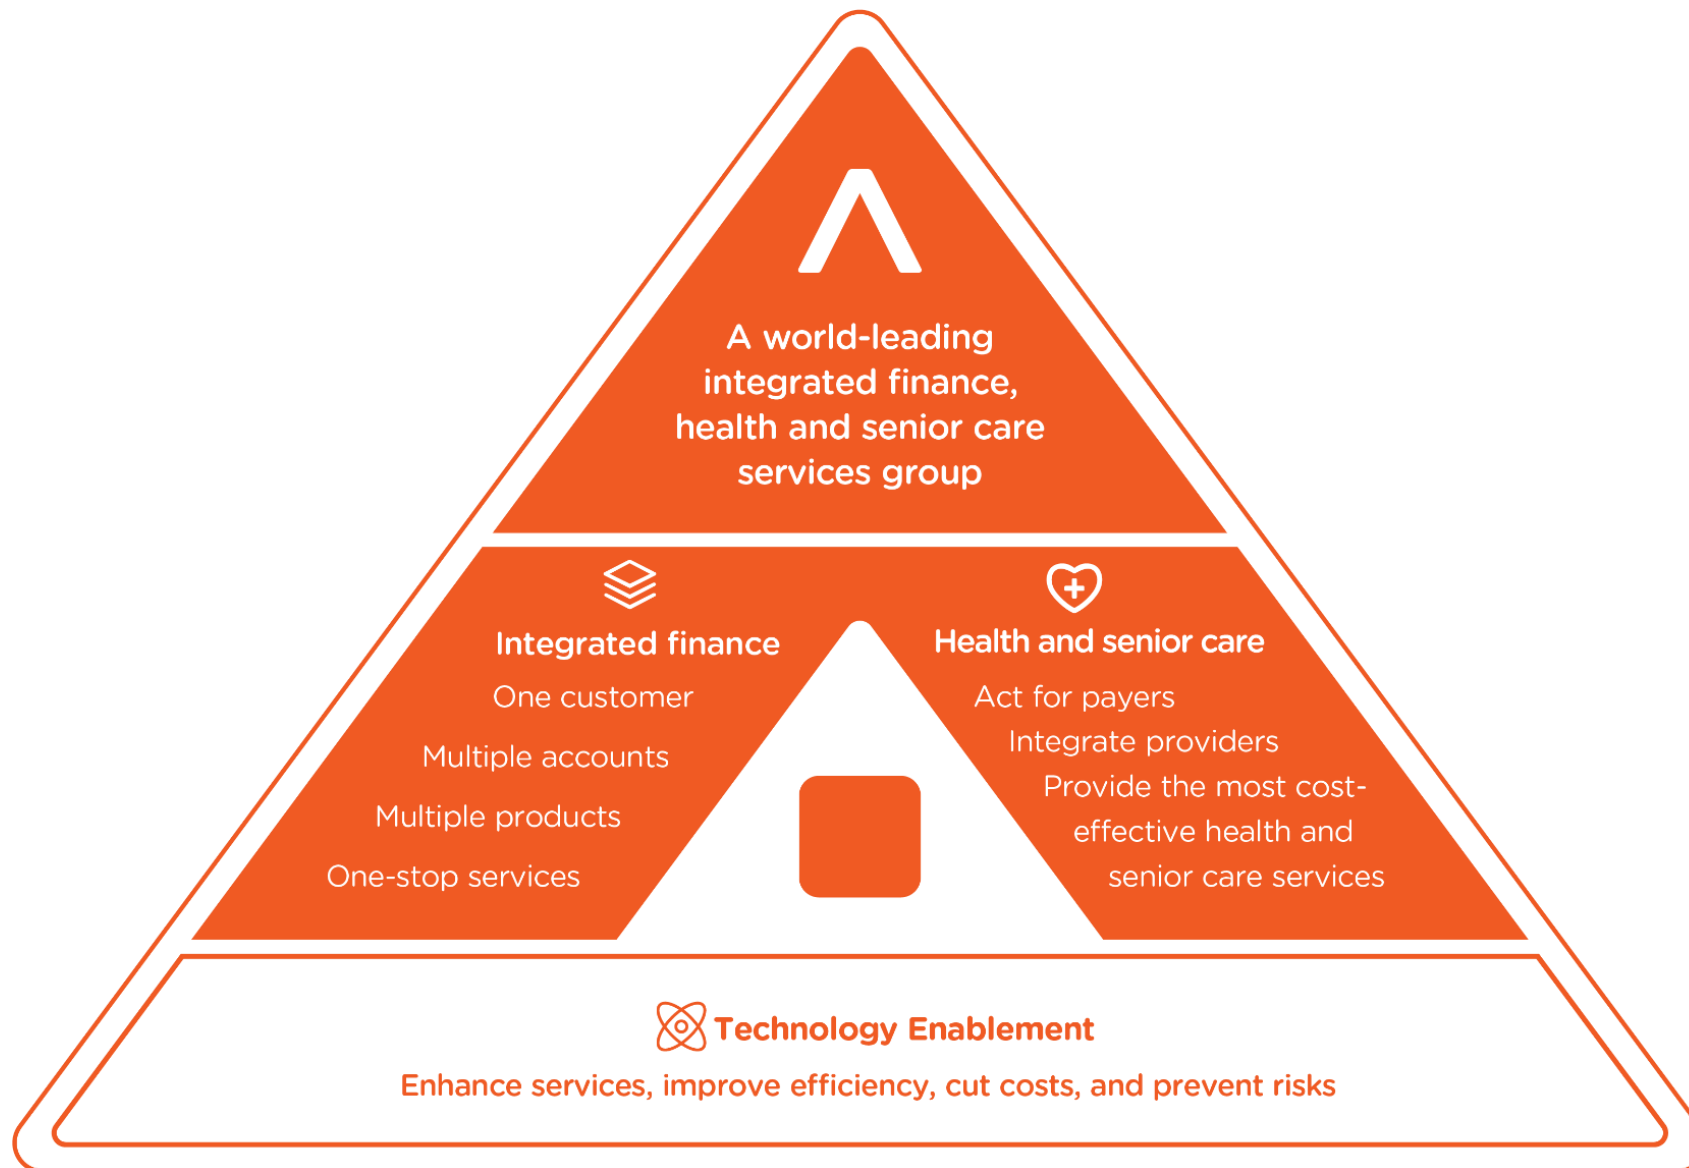 A world-leading
integrated finance,
health and senior care
services group
Integrated finance
One customer
Multiple accounts
Multiple products
One-stop services
Health and senior care
Act for payers
Integrate providers
Provide the most cost-
effective health and
senior care services
Technology Enablement
Enhance services, improve efficiency, cut costs, and prevent risks